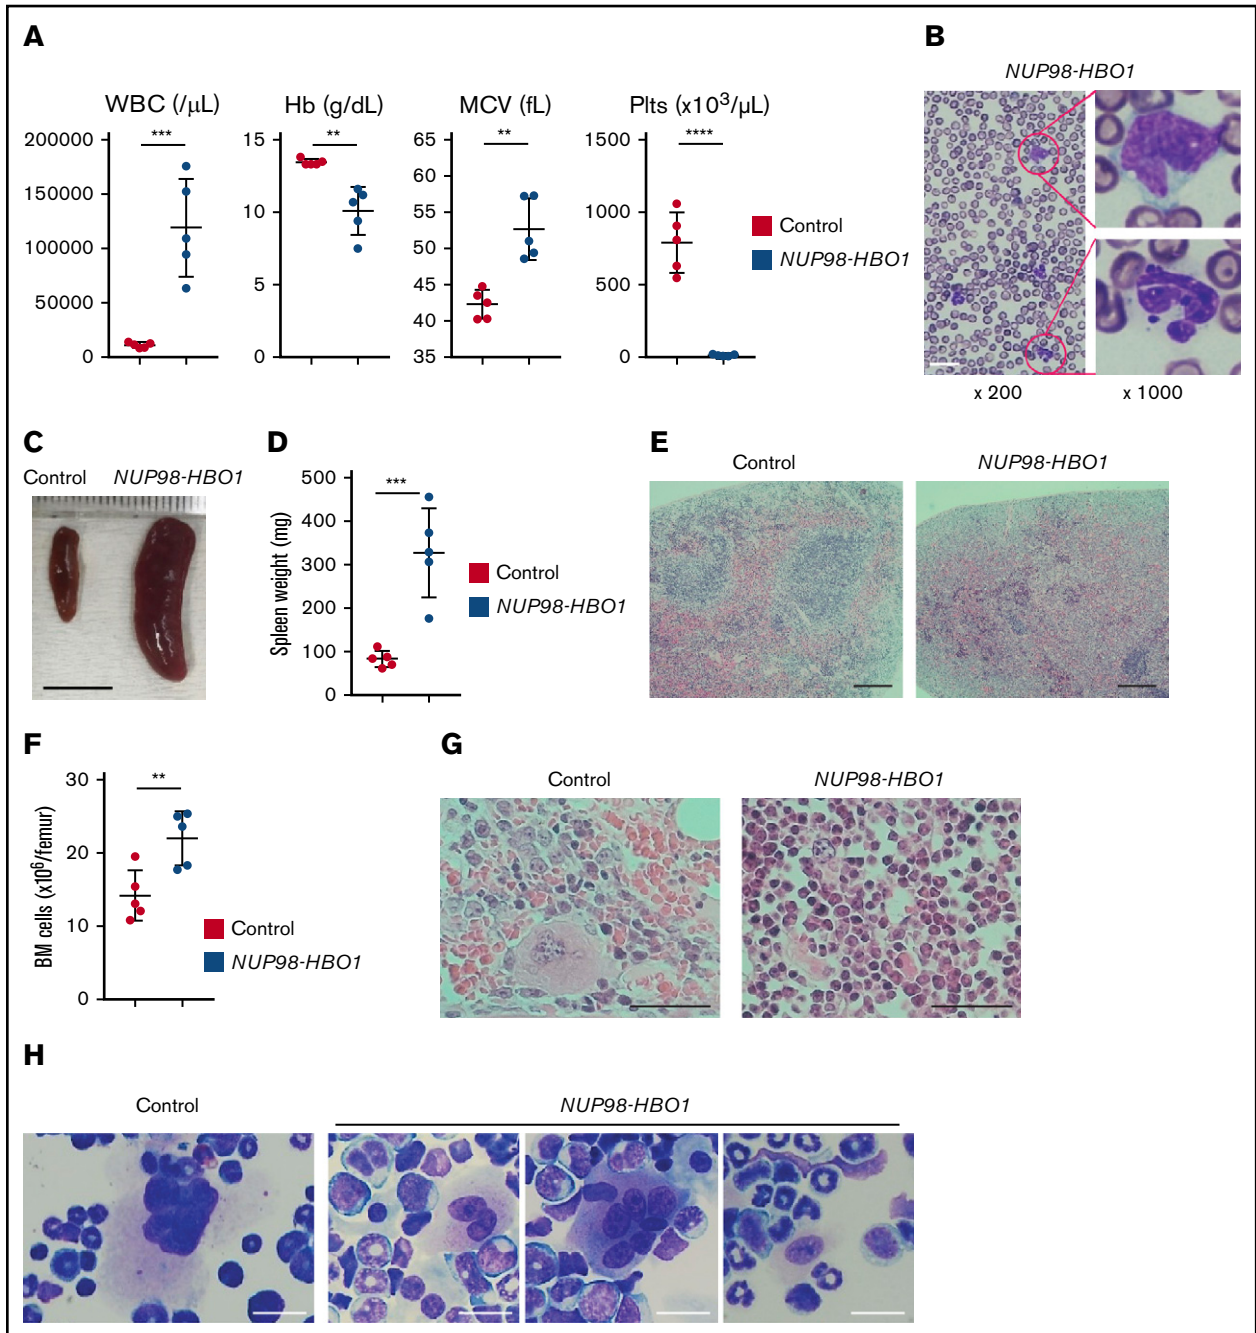 A
WBC (/µL)
200000
150000
100000
50000
0
***
Hb (g/dL)
15
10
5
0
**
MCV (fL)
65
60
55
50
45
40
35
**
Plts (x10³/µL)
1500
1000
500
0
****
Control
NUP98-HBO1
B
NUP98-HBO1
x 200
x 1000
C
Control
NUP98-HBO1
D
Spleen weight (mg)
500
400
300
200
100
0
***
Control
NUP98-HBO1
E
Control
NUP98-HBO1
F
BM cells (x10⁶/femur)
30
20
10
0
**
Control
NUP98-HBO1
G
Control
NUP98-HBO1
H
Control
NUP98-HBO1